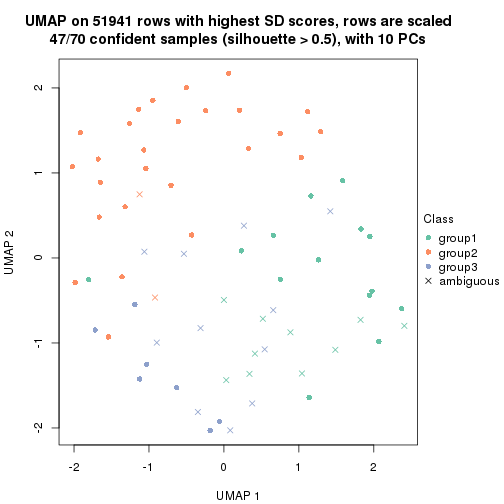 UMAP on 51941 rows with highest SD scores, rows are scaled
47/70 confident samples (silhouette > 0.5), with 10 PCs
2
1
0
-1
-2
UMAP 2
-2
-1
0
1
2
UMAP 1
Class
group1
group2
group3
ambiguous